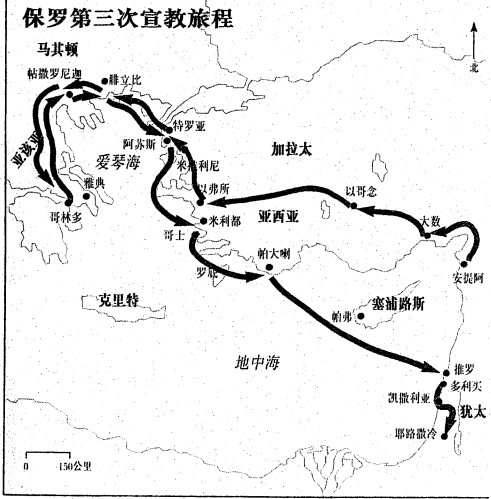 保罗第三次宣教旅程
马其顿
北
帖撒罗尼迦
腓立比
特罗亚
阿苏斯
加拉太
亚该亚
爱琴海
米推利尼
雅典
以弗所
亚西亚
以哥念
大数
哥林多
米利都
哥士
安提阿
罗底
帕大喇
克里特
帕弗
塞浦路斯
地中海
推罗
多利买
凯撒利亚
犹太
耶路撒冷
0 150公里